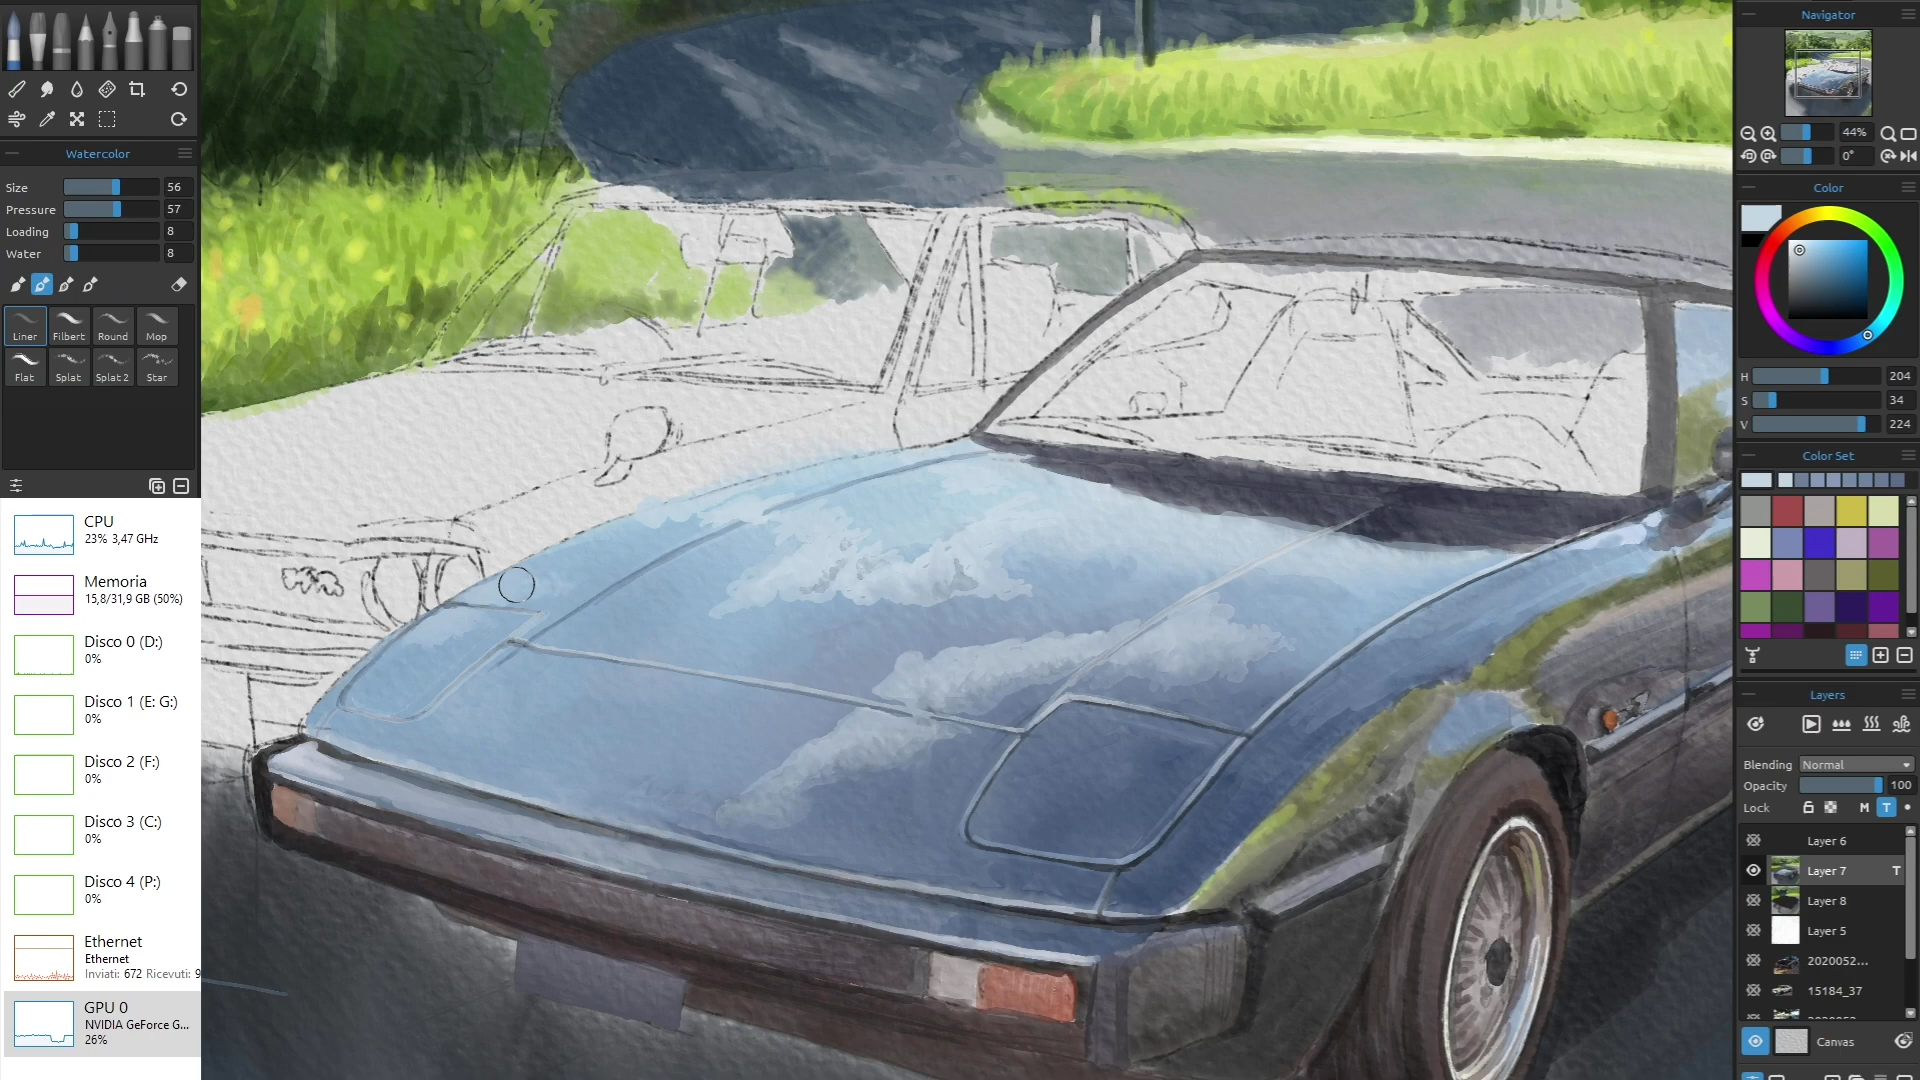 Watercolor
Size 56
Pressure 57
Loading 8
Water 8
Liner Filbert Round Mop
Flat Splat Splat 2 Star
CPU
23% 3,47 GHz
Memoria
15,8/31,9 GB (50%)
Disco 0 (D:)
0%
Disco 1 (E: G:)
0%
Disco 2 (F:)
0%
Disco 3 (C:)
0%
Disco 4 (P:)
0%
Ethernet
Ethernet
Inviati: 672 Ricevuti: 9
GPU 0
NVIDIA GeForce G...
26%
Navigator
44%
0°
Color
H 204
S 34
V 224
Color Set
Layers
Blending Normal
Opacity 100
Lock M T
Layer 6
Layer 7 T
Layer 8
Layer 5
2020052...
15184_37
Canvas